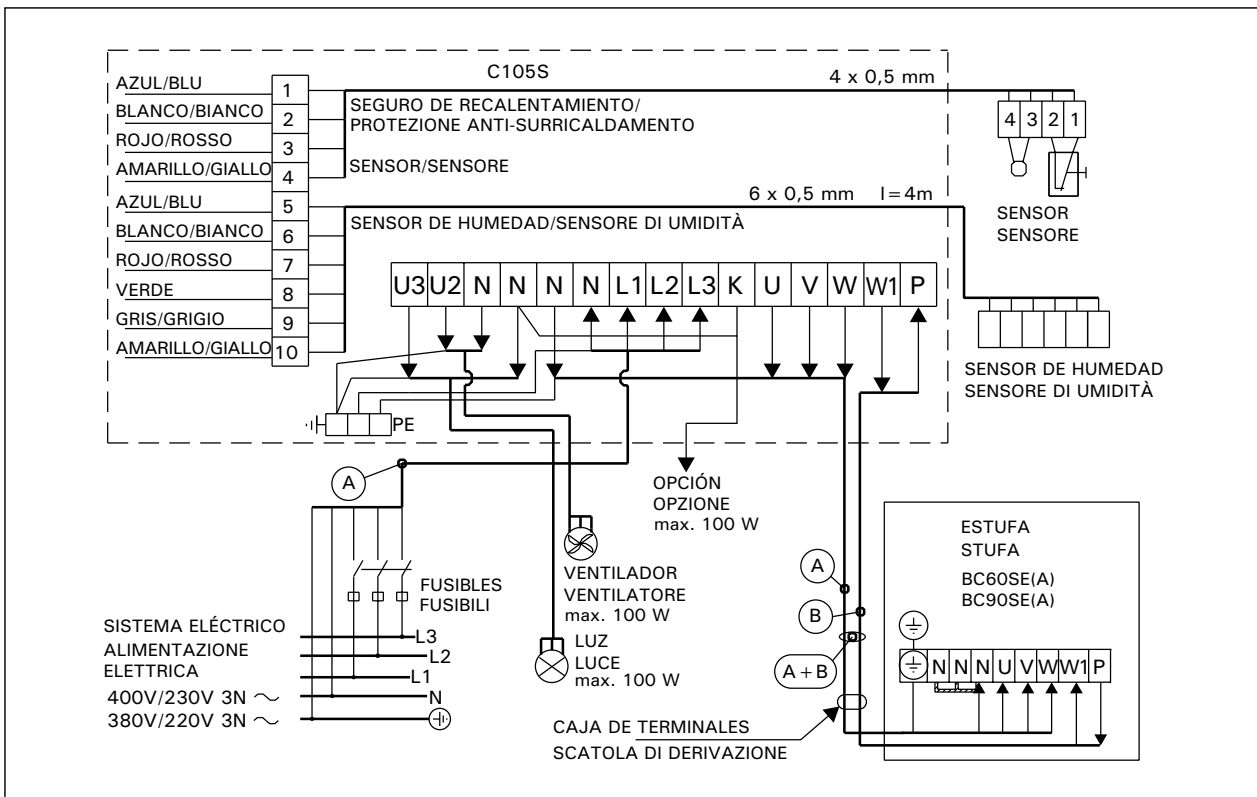 C105S
4 x 0,5 mm
AZUL/BLU 1
BLANCO/BIANCO 2
ROJO/ROSSO 3
AMARILLO/GIALLO 4
AZUL/BLU 5
BLANCO/BIANCO 6
ROJO/ROSSO 7
VERDE 8
GRIS/GRIGIO 9
AMARILLO/GIALLO 10
SEGURO DE RECALENTAMIENTO/
PROTEZIONE ANTI-SURRICALDAMENTO
SENSOR/SENSORE
4 3 2 1
SENSOR
SENSORE
6 x 0,5 mm l=4m
SENSOR DE HUMEDAD/SENSORE DI UMIDITÀ
U3 U2 N N N N L1 L2 L3 K U V W W1 P
SENSOR DE HUMEDAD
SENSORE DI UMIDITÀ
PE
A
OPCIÓN
OPZIONE
max. 100 W
VENTILADOR
VENTILATORE
max. 100 W
LUZ
LUCE
max. 100 W
FUSIBLES
FUSIBILI
SISTEMA ELÉCTRICO
ALIMENTAZIONE
ELETTRICA
400V/230V 3N ~
380V/220V 3N ~
L3
L2
L1
N
A
B
A+B
CAJA DE TERMINALES
SCATOLA DI DERIVAZIONE
ESTUFA
STUFA
BC60SE(A)
BC90SE(A)
N N N U V W W1 P